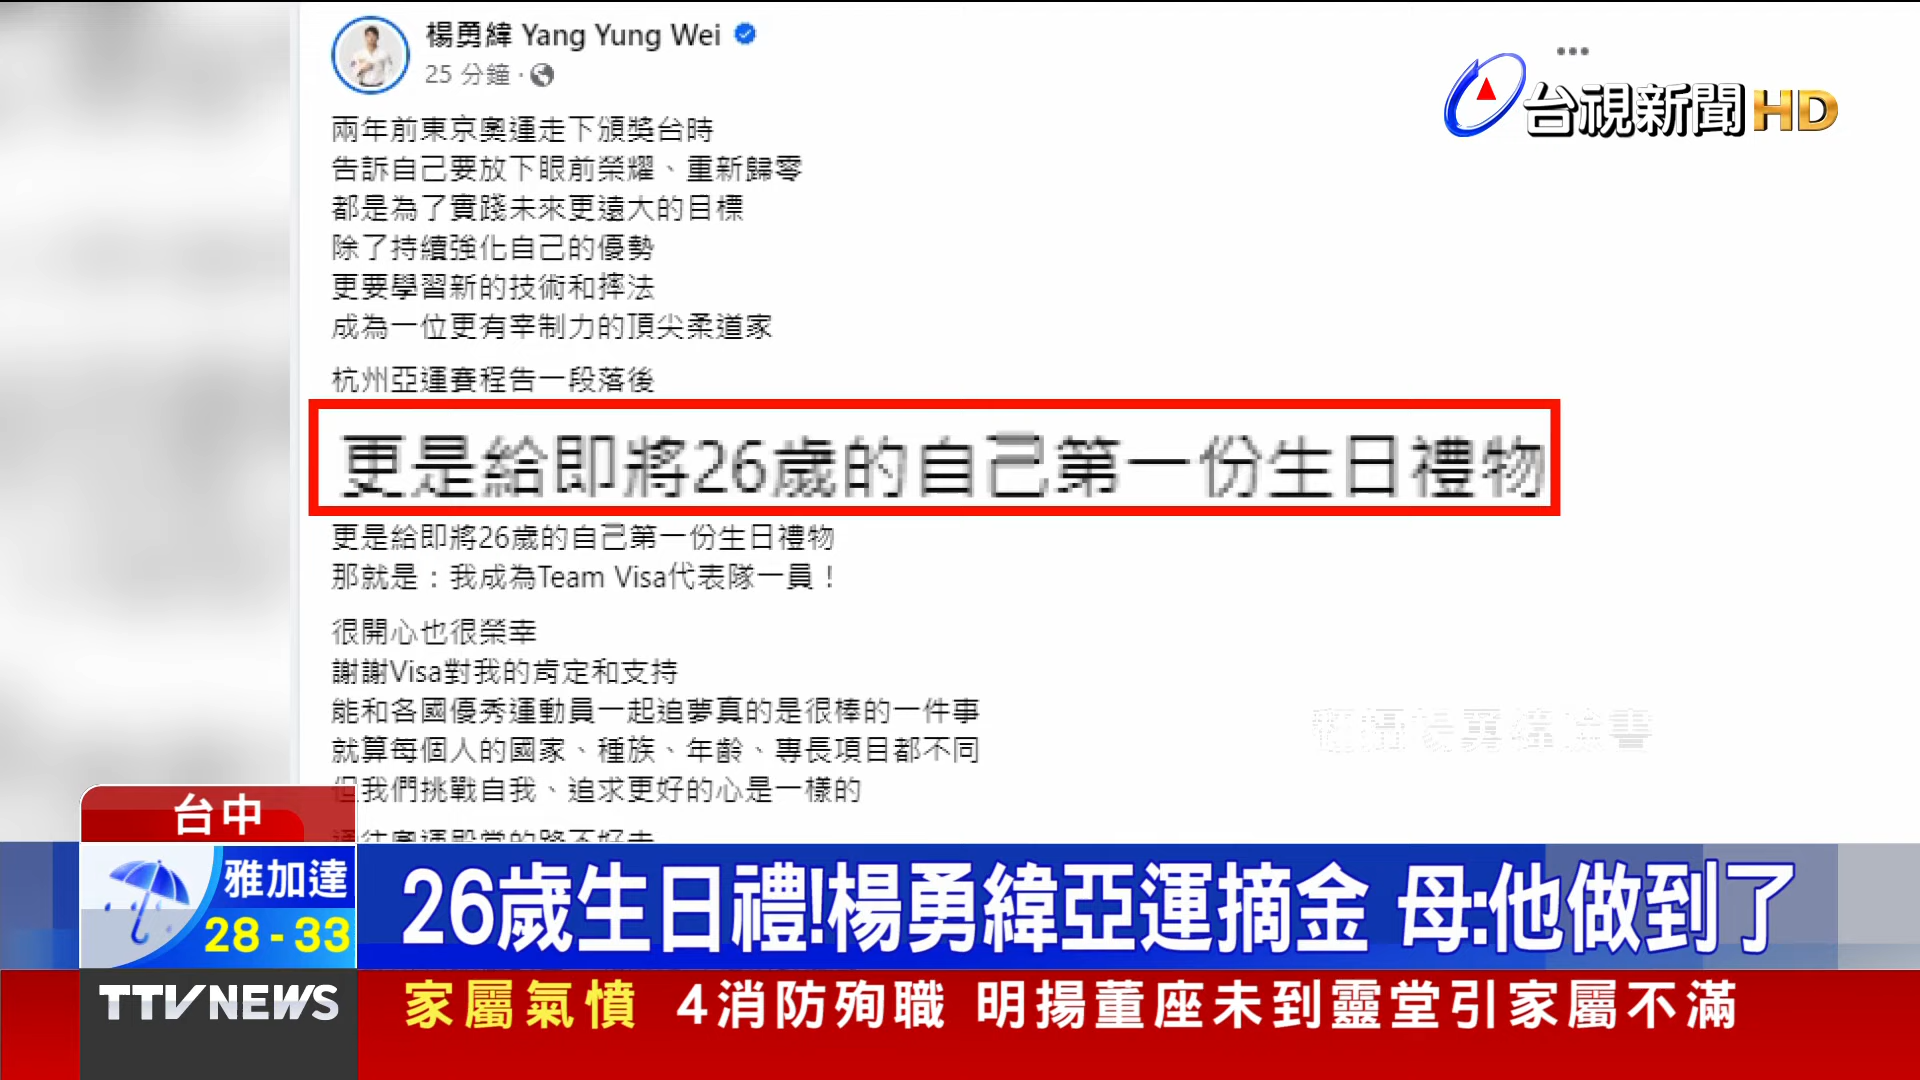 楊勇緯 Yang Yung Wei
25 分鐘
台視新聞HD
兩年前東京奧運走下頒獎台時
告訴自己要放下眼前榮耀、重新歸零
都是為了實踐未來更遠大的目標
除了持續強化自己的優勢
更要學習新的技術和摔法
成為一位更有宰制力的頂尖柔道家
杭州亞運賽程告一段落後
更是給即將26歲的自己第一份生日禮物
更是給即將26歲的自己第一份生日禮物
那就是：我成為Team Visa代表隊一員！
很開心也很榮幸
謝謝Visa對我的肯定和支持
能和各國優秀運動員一起追夢真的是很棒的一件事
就算每個人的國家、種族、年齡、專長項目都不同
但我們挑戰自我、追求更好的心是一樣的
通往奧運殿堂的路不好走
台中
雅加達
28 - 33
26歲生日禮!楊勇緯亞運摘金 母:他做到了
TTV NEWS
家屬氣憤 4消防殉職 明揚董座未到靈堂引家屬不滿